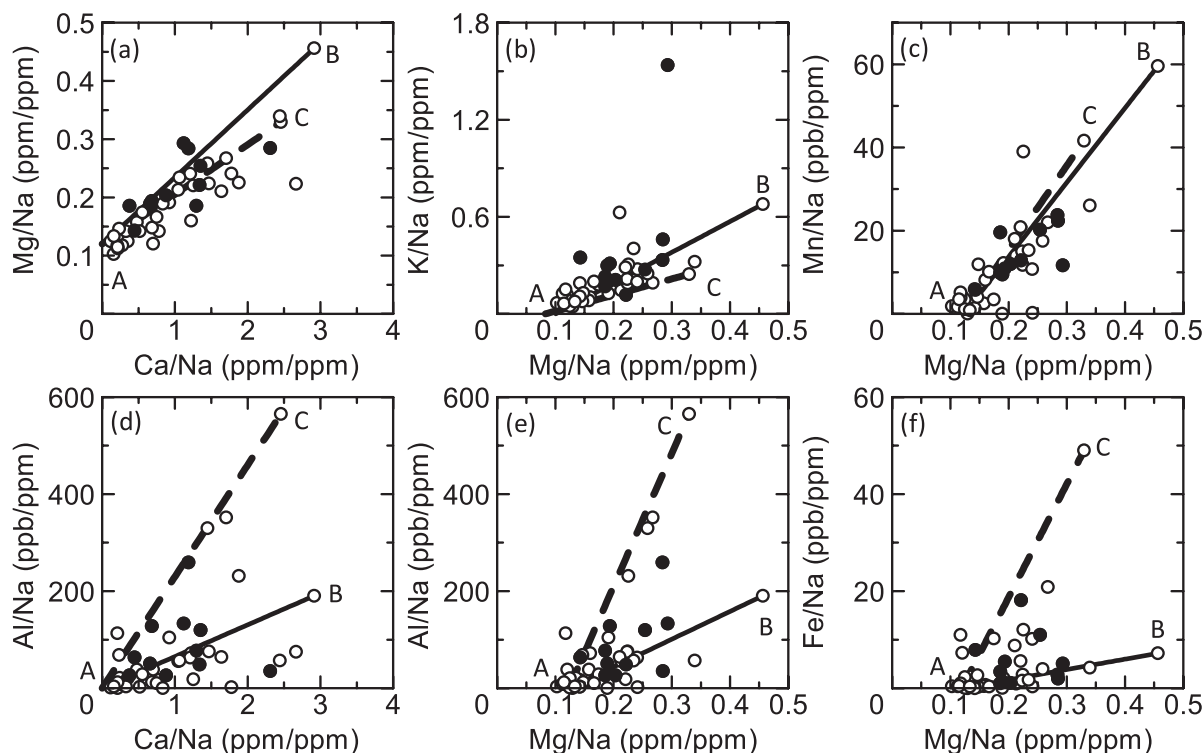 (a)
0.5
0.4
0.3
0.2
0.1
0
1
2
3
4
A
B
C
Mg/Na (ppm/ppm)
Ca/Na (ppm/ppm)
(b)
1.8
1.2
0.6
0
0.1
0.2
0.3
0.4
0.5
A
B
C
K/Na (ppm/ppm)
Mg/Na (ppm/ppm)
(c)
60
40
20
0
0.1
0.2
0.3
0.4
0.5
A
B
C
Mn/Na (ppb/ppm)
Mg/Na (ppm/ppm)
(d)
600
400
200
0
1
2
3
4
A
B
C
Al/Na (ppb/ppm)
Ca/Na (ppm/ppm)
(e)
600
400
200
0
0.1
0.2
0.3
0.4
0.5
A
B
C
Al/Na (ppb/ppm)
Mg/Na (ppm/ppm)
(f)
60
40
20
0
0.1
0.2
0.3
0.4
0.5
A
B
C
Fe/Na (ppb/ppm)
Mg/Na (ppm/ppm)